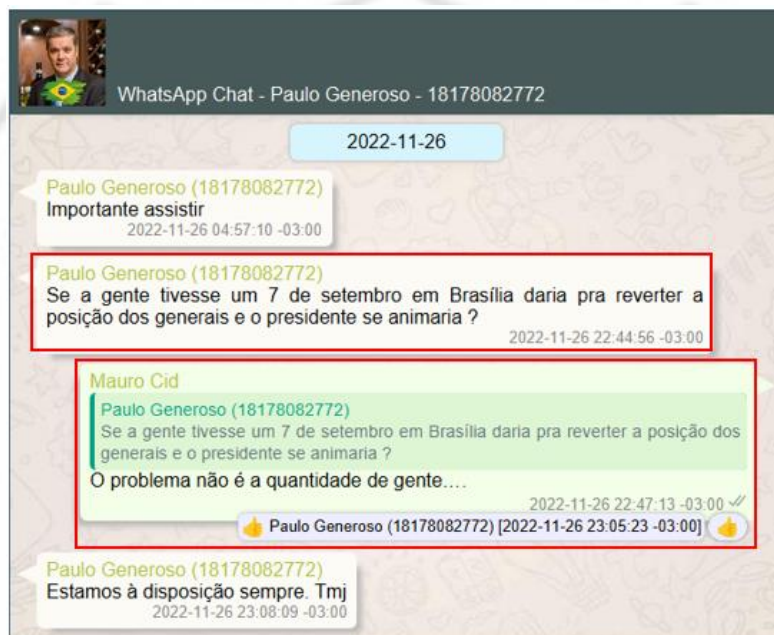 WhatsApp Chat - Paulo Generoso - 18178082772
2022-11-26
Paulo Generoso (18178082772)
Importante assistir
2022-11-26 04:57:10 -03:00
Paulo Generoso (18178082772)
Se a gente tivesse um 7 de setembro em Brasília daria pra reverter a
posição dos generais e o presidente se animaria ?
2022-11-26 22:44:56 -03:00
Mauro Cid
Paulo Generoso (18178082772)
Se a gente tivesse um 7 de setembro em Brasília daria pra reverter a posição dos
generais e o presidente se animaria ?
O problema não é a quantidade de gente….
2022-11-26 22:47:13 -03:00
Paulo Generoso (18178082772) [2022-11-26 23:05:23 -03:00]
Paulo Generoso (18178082772)
Estamos à disposição sempre. Tmj
2022-11-26 23:08:09 -03:00